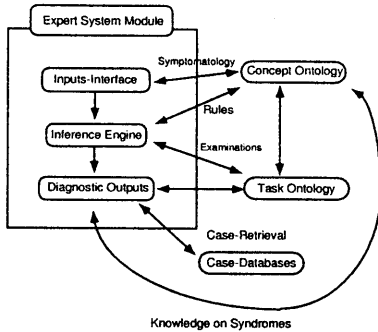 Expert System Module
Symptomatology
Inputs-Interface
Concept Ontology
Rules
Inference Engine
Examinations
Diagnostic Outputs
Task Ontology
Case-Retrieval
Case-Databases
Knowledge on Syndromes